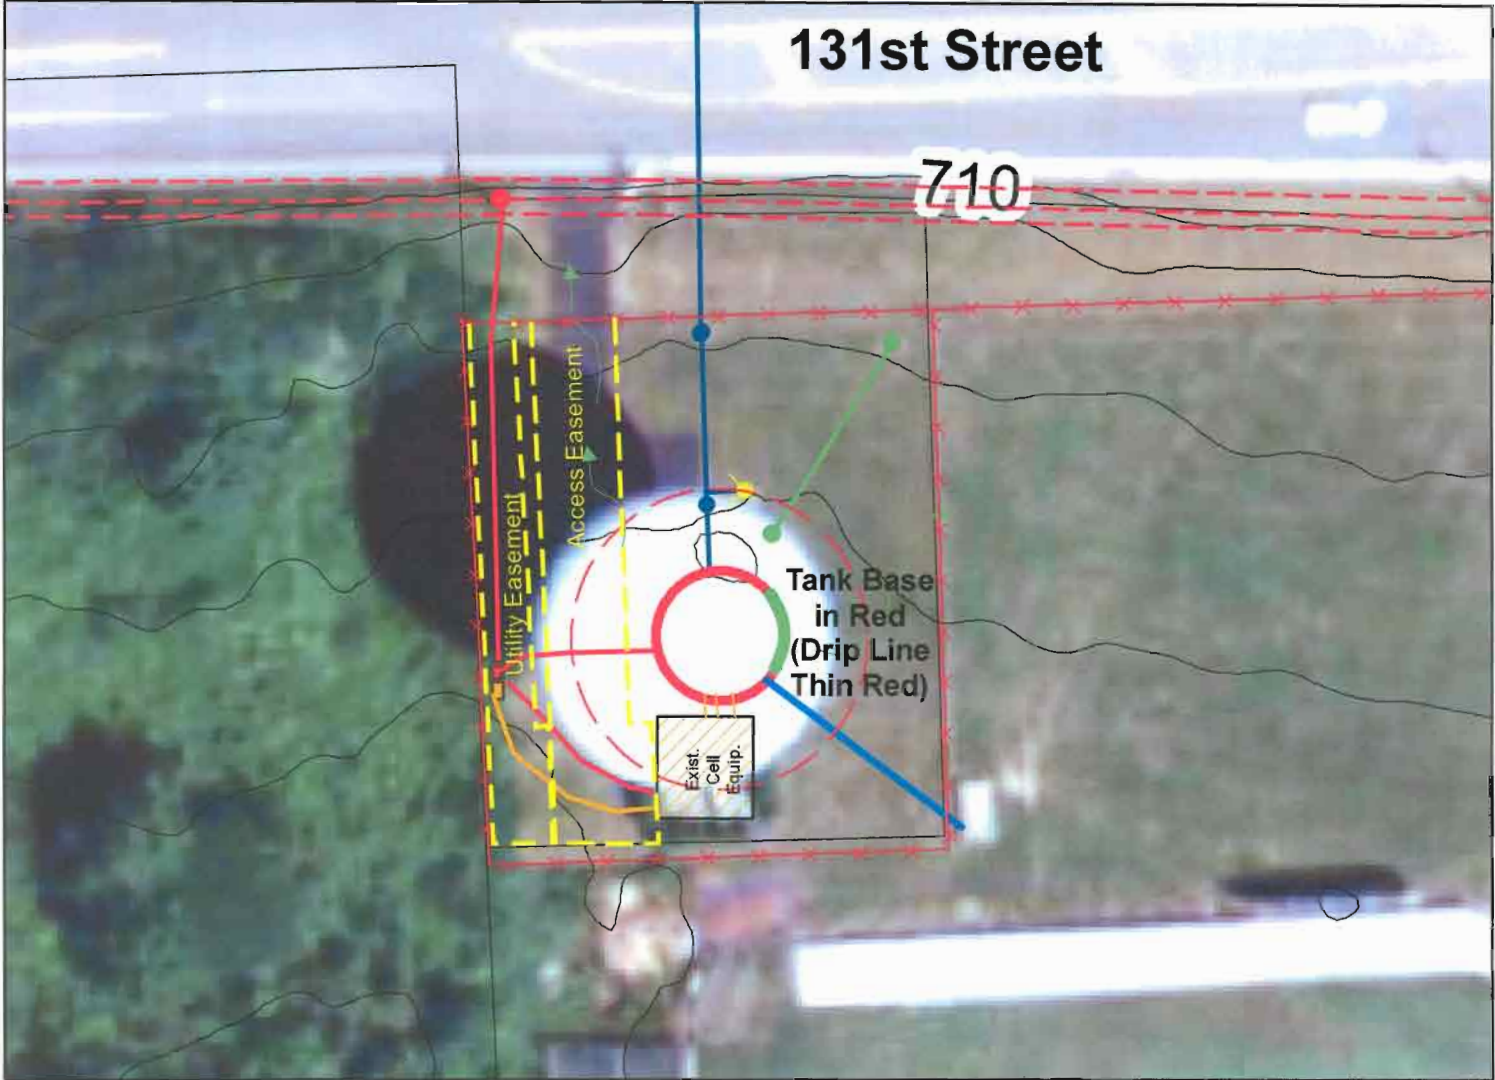 131st Street
710
Access Easement
Utility Easement
Tank Base
in Red
(Drip Line
Thin Red)
Exist.
Cell
Equip.